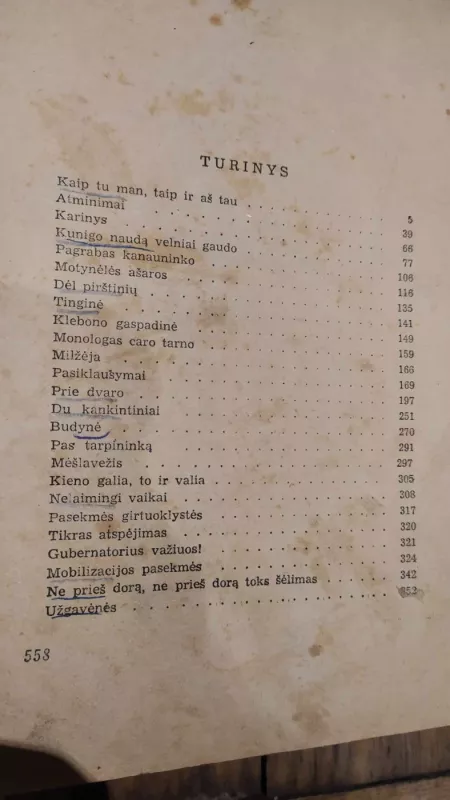 TURINYS
Kaip tu man, taip ir aš tau . . . . . . . . . 5
Atminimai . . . . . . . . . 39
Karinys . . . . . . . . . 66
Kunigo naudą velniai gaudo . . . . . . . . . 77
Pagrabas kanauninko . . . . . . . . . 106
Motynėlės ašaros . . . . . . . . . 116
Dėl pirštinių . . . . . . . . . 135
Tinginė . . . . . . . . . 141
Klebono gaspadinė . . . . . . . . . 149
Monologas caro tarno . . . . . . . . . 159
Milžėja . . . . . . . . . 166
Pasiklaušymai . . . . . . . . . 169
Prie dvaro . . . . . . . . . 197
Du kankintiniai . . . . . . . . . 251
Budynė . . . . . . . . . 270
Pas tarpininką . . . . . . . . . 291
Mėšlavežis . . . . . . . . . 297
Kieno galia, to ir valia . . . . . . . . . 305
Nelaimingi vaikai . . . . . . . . . 308
Pasekmės girtuoklystės . . . . . . . . . 317
Tikras atspėjimas . . . . . . . . . 320
Gubernatorius važiuos! . . . . . . . . . 321
Mobilizacijos pasekmės . . . . . . . . . 324
Ne prieš dorą, ne prieš dorą toks šėlimas . . . . . 342
Užgavėnės . . . . . . . . .
553